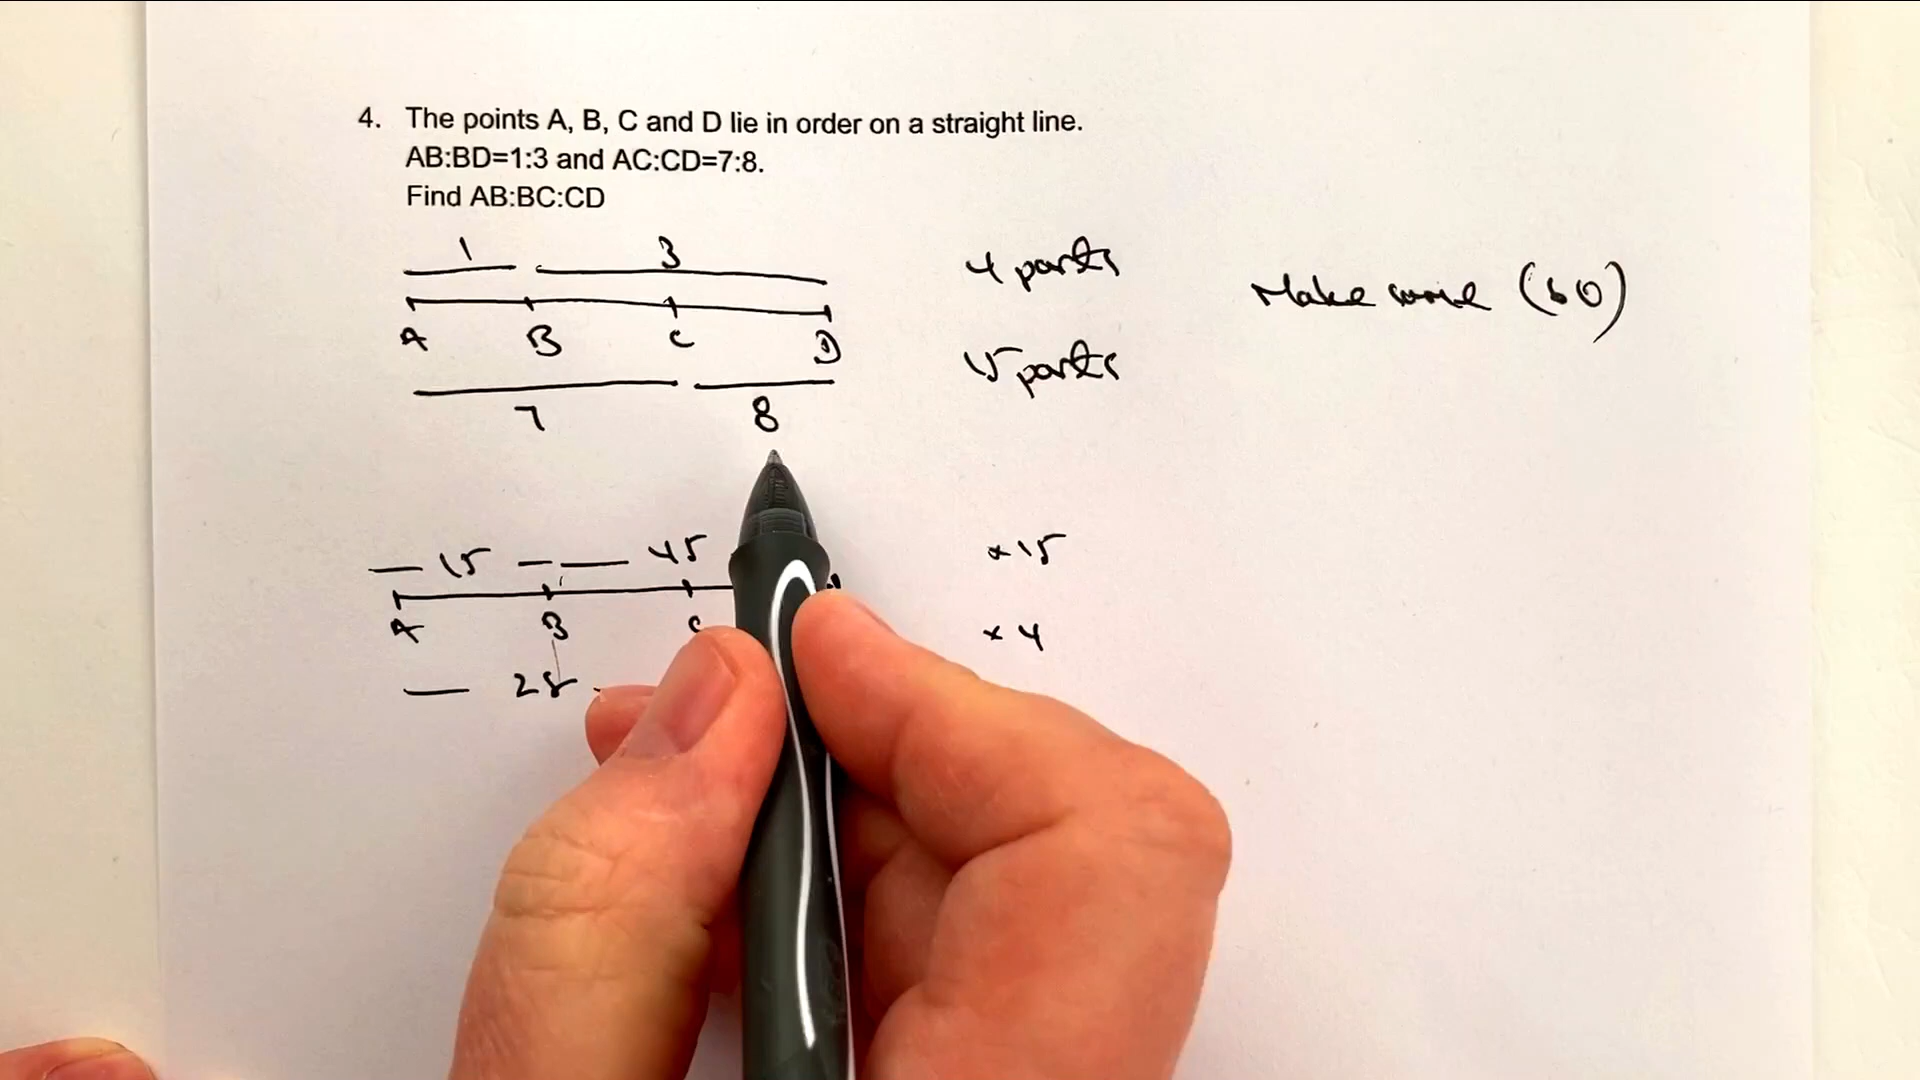 4. The points A, B, C and D lie in order on a straight line.
AB:BD=1:3 and AC:CD=7:8.
Find AB:BC:CD
1 3
4 parts
Make (60)
A B C D
15 parts
7 8
15 45
×15
A B C
×4
28